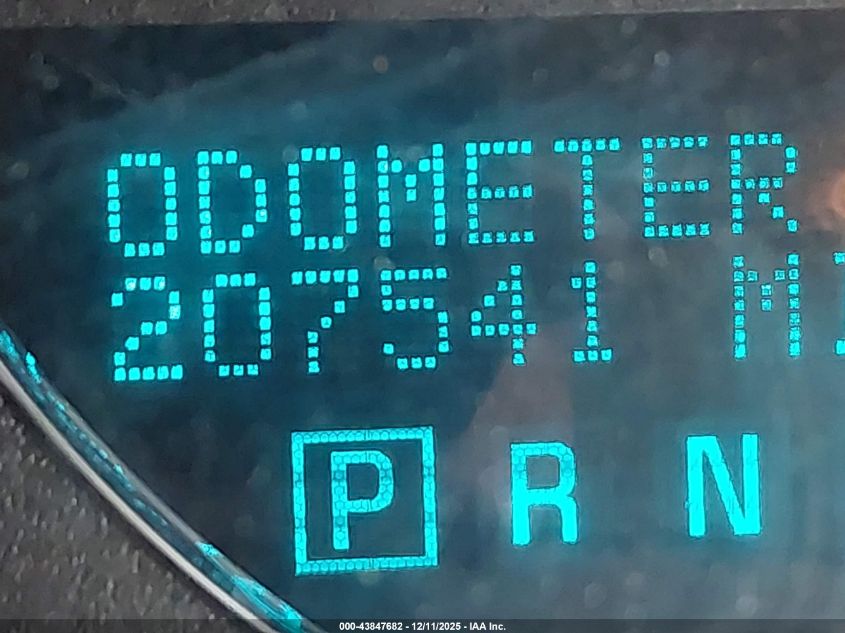 ODOMETER
207541 MI
P R N
000-43847682 - 12/11/2025 - IAA Inc.